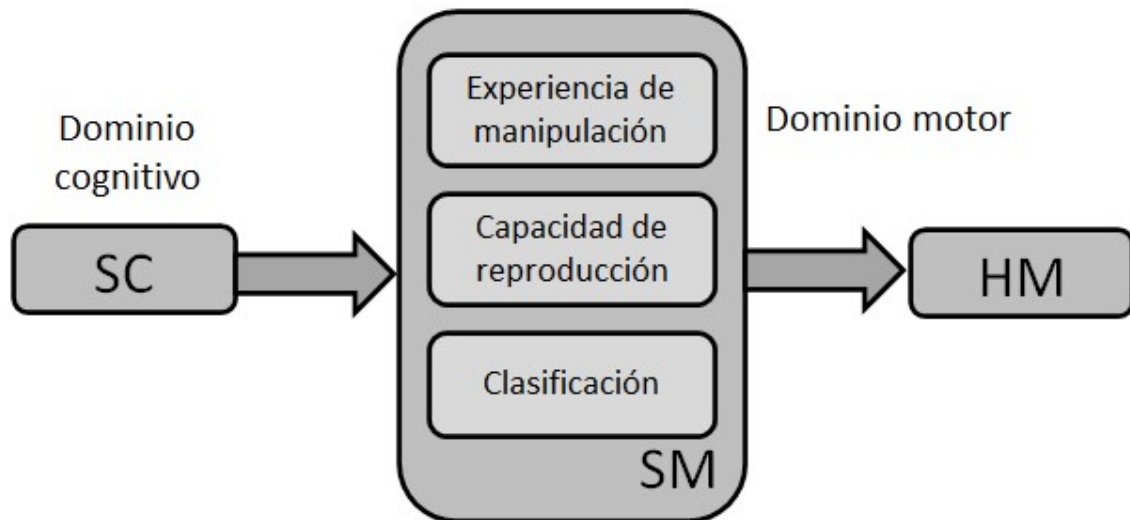 Dominio
cognitivo
SC
Experiencia de
manipulación
Capacidad de
reproducción
Clasificación
SM
Dominio motor
HM